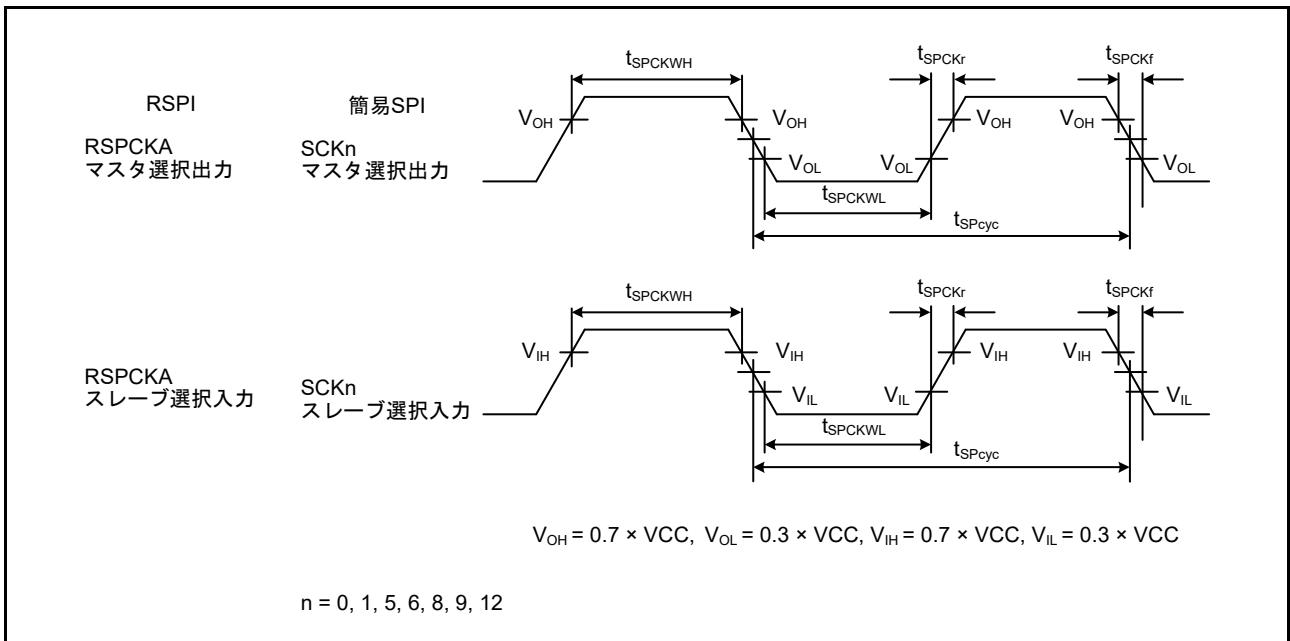 RSPI
簡易SPI
RSPCKA
マスタ選択出力
SCKn
マスタ選択出力
tSPCKWH
tSPCKr
tSPCKf
VOH
VOH
VOH
VOH
VOL
VOL
VOL
tSPCKWL
tSPcyc
RSPCKA
スレーブ選択入力
SCKn
スレーブ選択入力
tSPCKWH
tSPCKr
tSPCKf
VIH
VIH
VIH
VIH
VIL
VIL
VIL
tSPCKWL
tSPcyc
VOH = 0.7 × VCC, VOL = 0.3 × VCC, VIH = 0.7 × VCC, VIL = 0.3 × VCC
n = 0, 1, 5, 6, 8, 9, 12